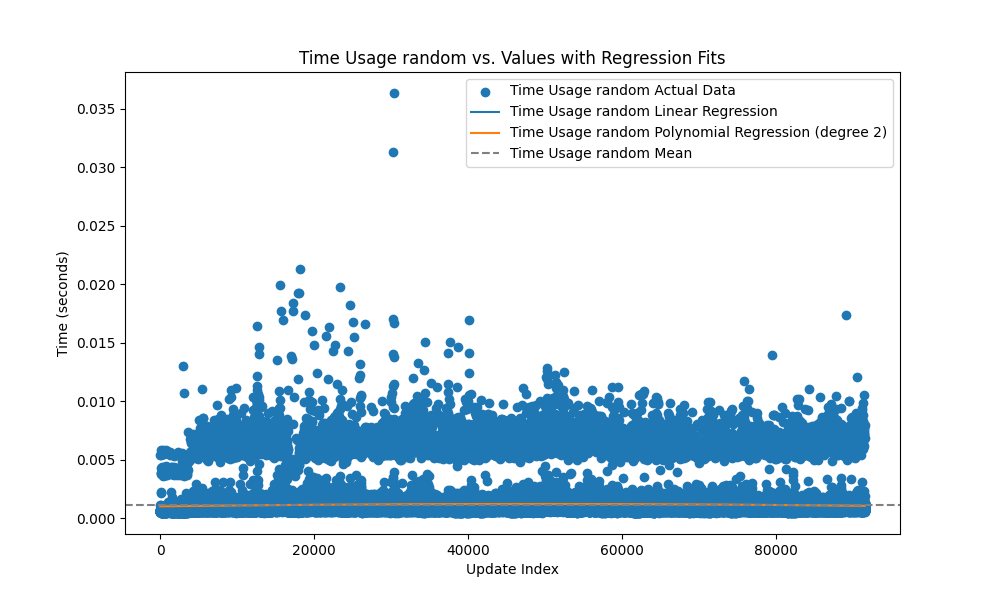 Time Usage random vs. Values with Regression Fits
Time Usage random Actual Data
Time Usage random Linear Regression
Time Usage random Polynomial Regression (degree 2)
Time Usage random Mean
Time (seconds)
0.035
0.030
0.025
0.020
0.015
0.010
0.005
0.000
0
20000
40000
60000
80000
Update Index